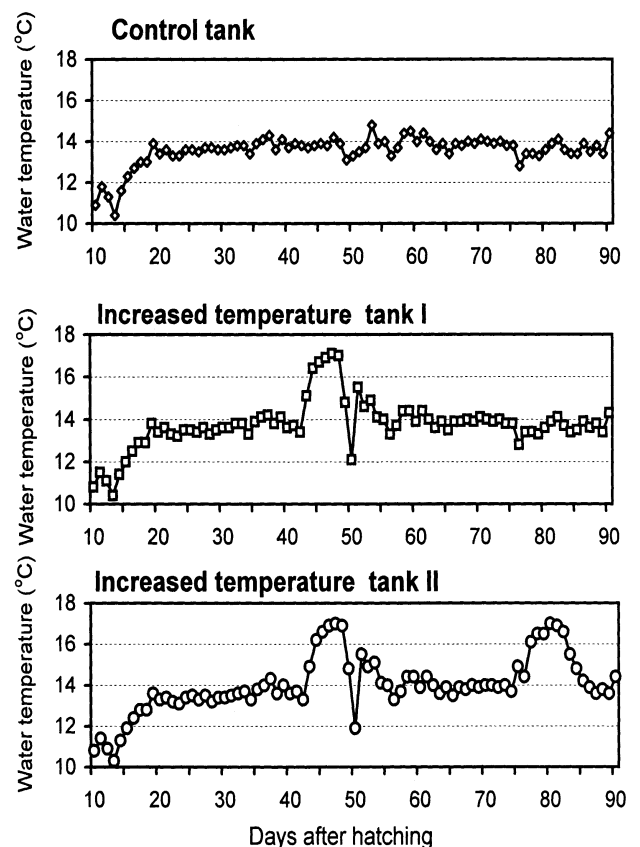 Control tank
Water temperature (°C)
18
16
14
12
10
10 20 30 40 50 60 70 80 90
Increased temperature tank I
Water temperature (°C)
18
16
14
12
10
10 20 30 40 50 60 70 80 90
Increased temperature tank II
Water temperature (°C)
18
16
14
12
10
10 20 30 40 50 60 70 80 90
Days after hatching